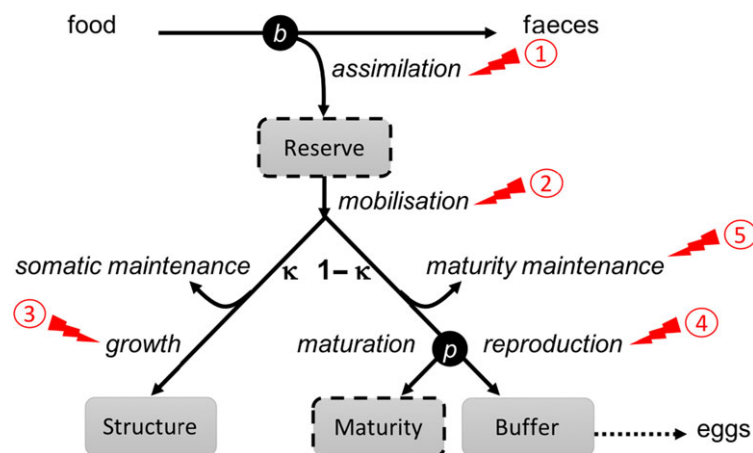 food b faeces
assimilation ①
Reserve
mobilisation ②
somatic maintenance κ 1– κ maturity maintenance ⑤
③ growth maturation p reproduction ④
Structure Maturity Buffer eggs